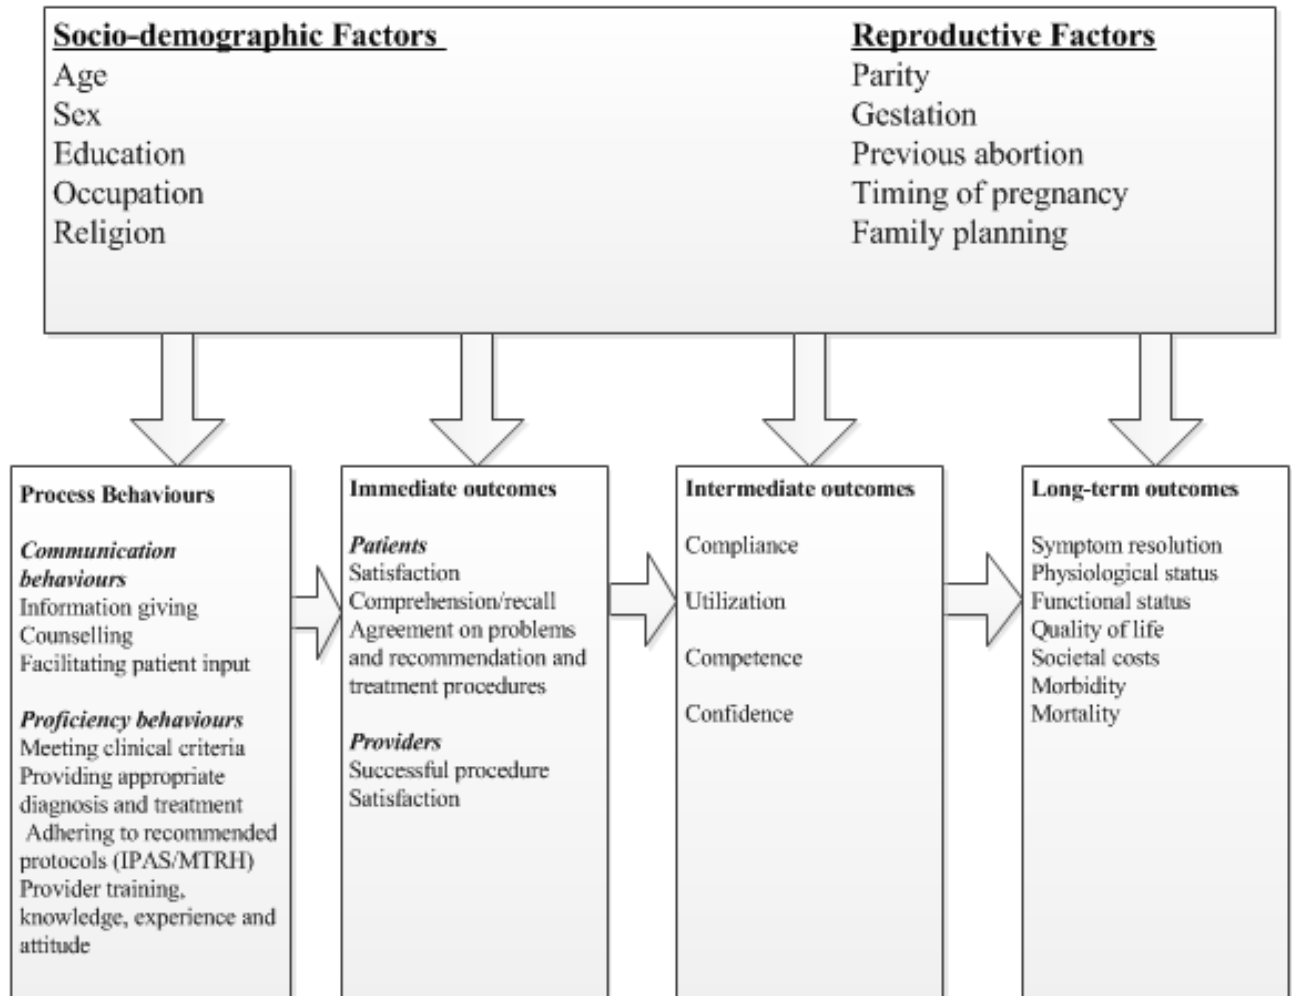 Socio-demographic Factors
Age
Sex
Education
Occupation
Religion
Reproductive Factors
Parity
Gestation
Previous abortion
Timing of pregnancy
Family planning
Process Behaviours
Communication
behaviours
Information giving
Counselling
Facilitating patient input
Proficiency behaviours
Meeting clinical criteria
Providing appropriate
diagnosis and treatment
Adhering to recommended
protocols (IPAS/MTRH)
Provider training,
knowledge, experience and
attitude
Immediate outcomes
Patients
Satisfaction
Comprehension/recall
Agreement on problems
and recommendation and
treatment procedures
Providers
Successful procedure
Satisfaction
Intermediate outcomes
Compliance
Utilization
Competence
Confidence
Long-term outcomes
Symptom resolution
Physiological status
Functional status
Quality of life
Societal costs
Morbidity
Mortality